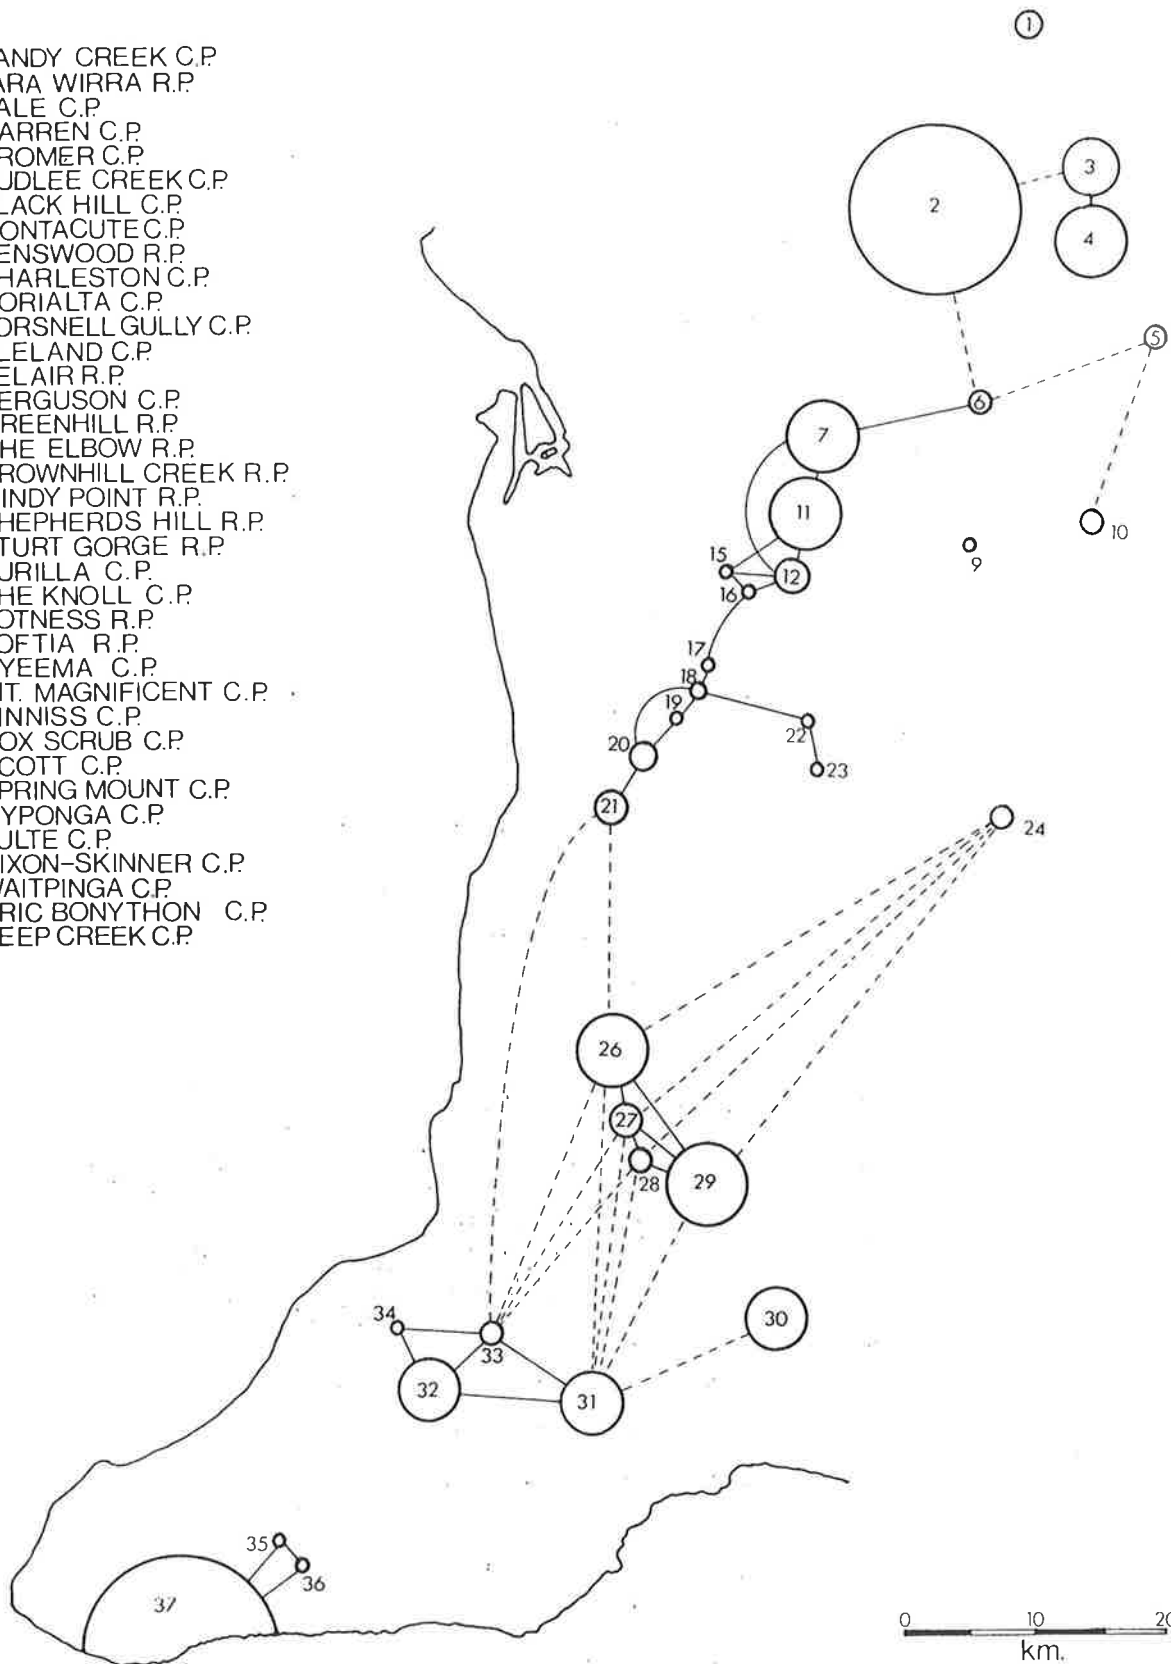 ANDY CREEK C.P.
ARA WIRRA R.P.
ALE C.P.
ARREN C.P.
ROMER C.P.
UDLEE CREEK C.P.
LACK HILL C.P.
ONTACUTE C.P.
ENSWOOD R.P.
HARLESTON C.P.
ORIALTA C.P.
ORSNELL GULLY C.P.
LELAND C.P.
ELAIR R.P.
ERGUSON C.P.
REENHILL R.P.
HE ELBOW R.P.
ROWNHILL CREEK R.P.
INDY POINT R.P.
HEPHERDS HILL R.P.
TURT GORGE R.P.
URILLA C.P.
HE KNOLL C.P.
OTNESS R.P.
OFTIA R.P.
YEEMA C.P.
T. MAGNIFICENT C.P.
INNISS C.P.
OX SCRUB C.P.
COTT C.P.
PRING MOUNT C.P.
YPONGA C.P.
ULTE C.P.
IXON-SKINNER C.P.
WAITPINGA C.P.
RIC BONYTHON C.P.
EEP CREEK C.P.
1
2
3
4
5
6
7
11
10
9
15
12
16
17
18
19
22
20
23
21
24
26
27
28
29
30
34
33
32
31
35
36
37
0 10 20
km.